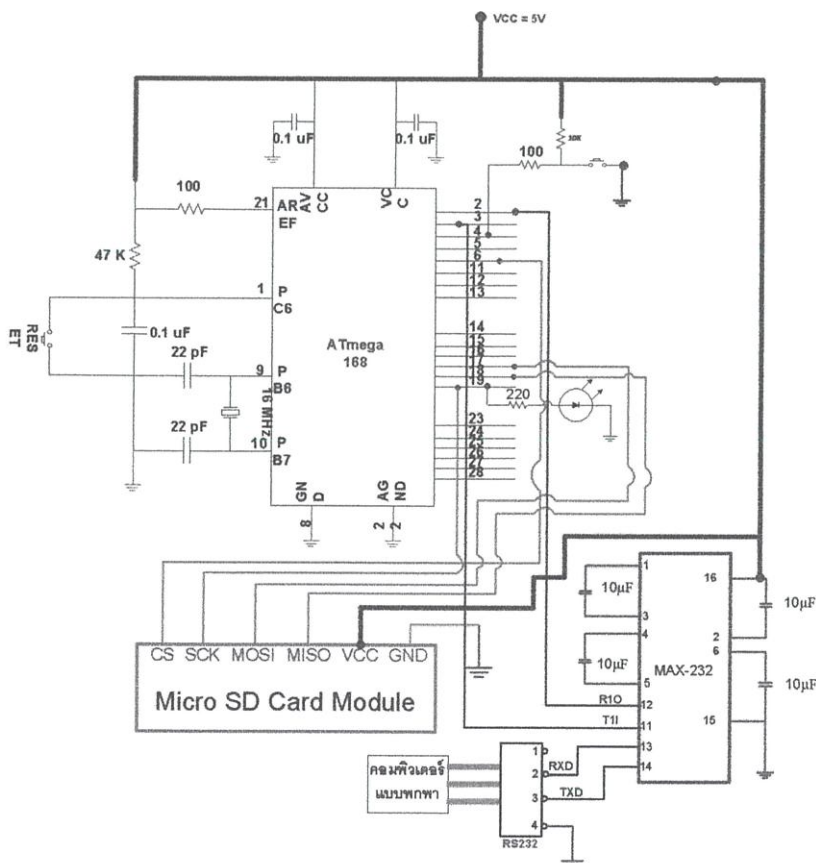 VCC = 5V
0.1 uF
0.1 uF
100
100
21
AR
EF
AV
CC
VC
C
47 K
1
P
C6
RES
ET
0.1 uF
22 pF
9
P
B6
16 MHz
22 pF
10
P
B7
ATmega
168
2
3
4
5
6
11
12
13
14
15
16
17
18
19
220
23
24
25
26
27
28
GN
D
8
AG
ND
2
2
CS SCK MOSI MISO VCC GND
Micro SD Card Module
1
10µF
3
4
10µF
5
MAX-232
16
10µF
2
6
10µF
15
R1O
12
T1I
11
13
14
RXD
TXD
1
2
3
4
RS232
คอมพิวเตอร์
แบบพกพา